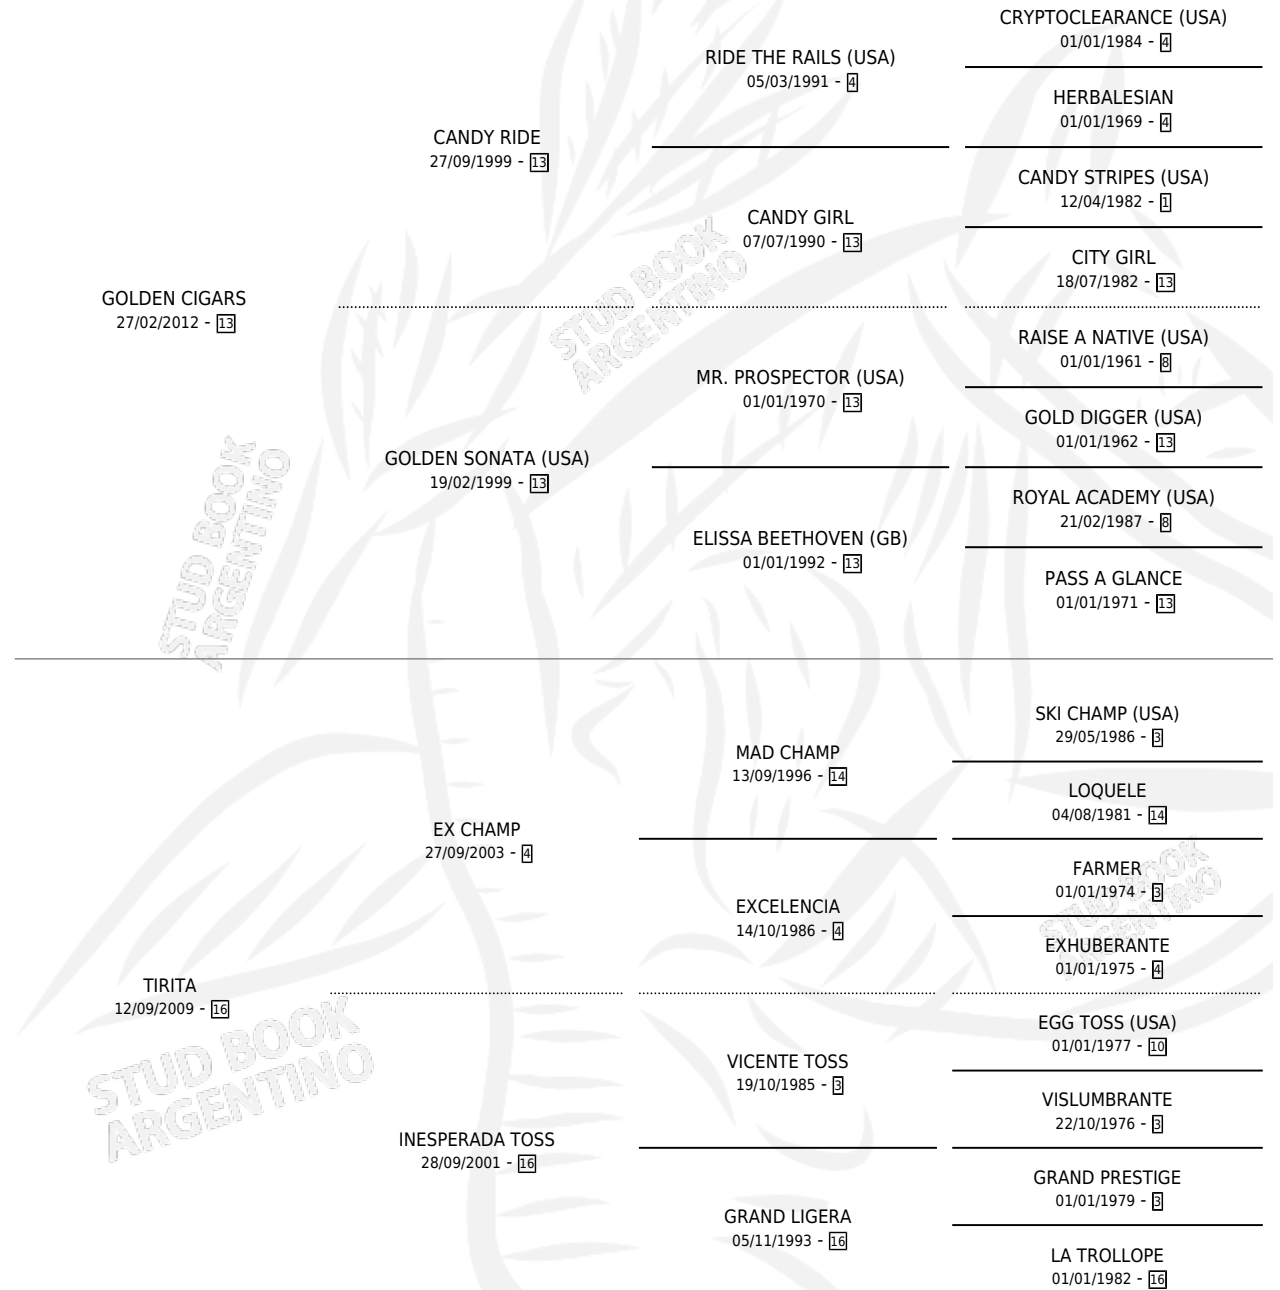 CRYPTOCLEARANCE (USA)
01/01/1984 - 4
RIDE THE RAILS (USA)
05/03/1991 - 4
HERBALESIAN
01/01/1969 - 4
CANDY RIDE
27/09/1999 - 13
CANDY STRIPES (USA)
12/04/1982 - 1
CANDY GIRL
07/07/1990 - 13
CITY GIRL
18/07/1982 - 13
GOLDEN CIGARS
27/02/2012 - 13
RAISE A NATIVE (USA)
01/01/1961 - 8
MR. PROSPECTOR (USA)
01/01/1970 - 13
GOLD DIGGER (USA)
01/01/1962 - 13
GOLDEN SONATA (USA)
19/02/1999 - 13
ROYAL ACADEMY (USA)
21/02/1987 - 8
ELISSA BEETHOVEN (GB)
01/01/1992 - 13
PASS A GLANCE
01/01/1971 - 13
STUD BOOK
ARGENTINO
STUD BOOK
ARGENTINO
SKI CHAMP (USA)
29/05/1986 - 3
MAD CHAMP
13/09/1996 - 14
LOQUELE
04/08/1981 - 14
EX CHAMP
27/09/2003 - 4
FARMER
01/01/1974 - 3
EXCELENCIA
14/10/1986 - 4
EXHUBERANTE
01/01/1975 - 4
TIRITA
12/09/2009 - 16
EGG TOSS (USA)
01/01/1977 - 10
VICENTE TOSS
19/10/1985 - 3
VISLUMBRANTE
22/10/1976 - 3
INESPERADA TOSS
28/09/2001 - 16
GRAND PRESTIGE
01/01/1979 - 3
GRAND LIGERA
05/11/1993 - 16
LA TROLLOPE
01/01/1982 - 16
STUD BOOK
ARGENTINO
STUD BOOK
ARGENTINO